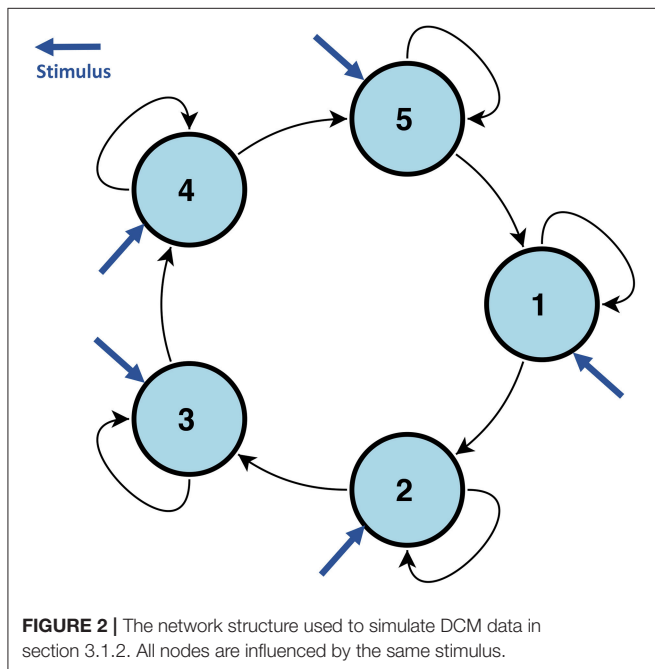 Stimulus
5
4
1
3
2
FIGURE 2 | The network structure used to simulate DCM data in
section 3.1.2. All nodes are influenced by the same stimulus.